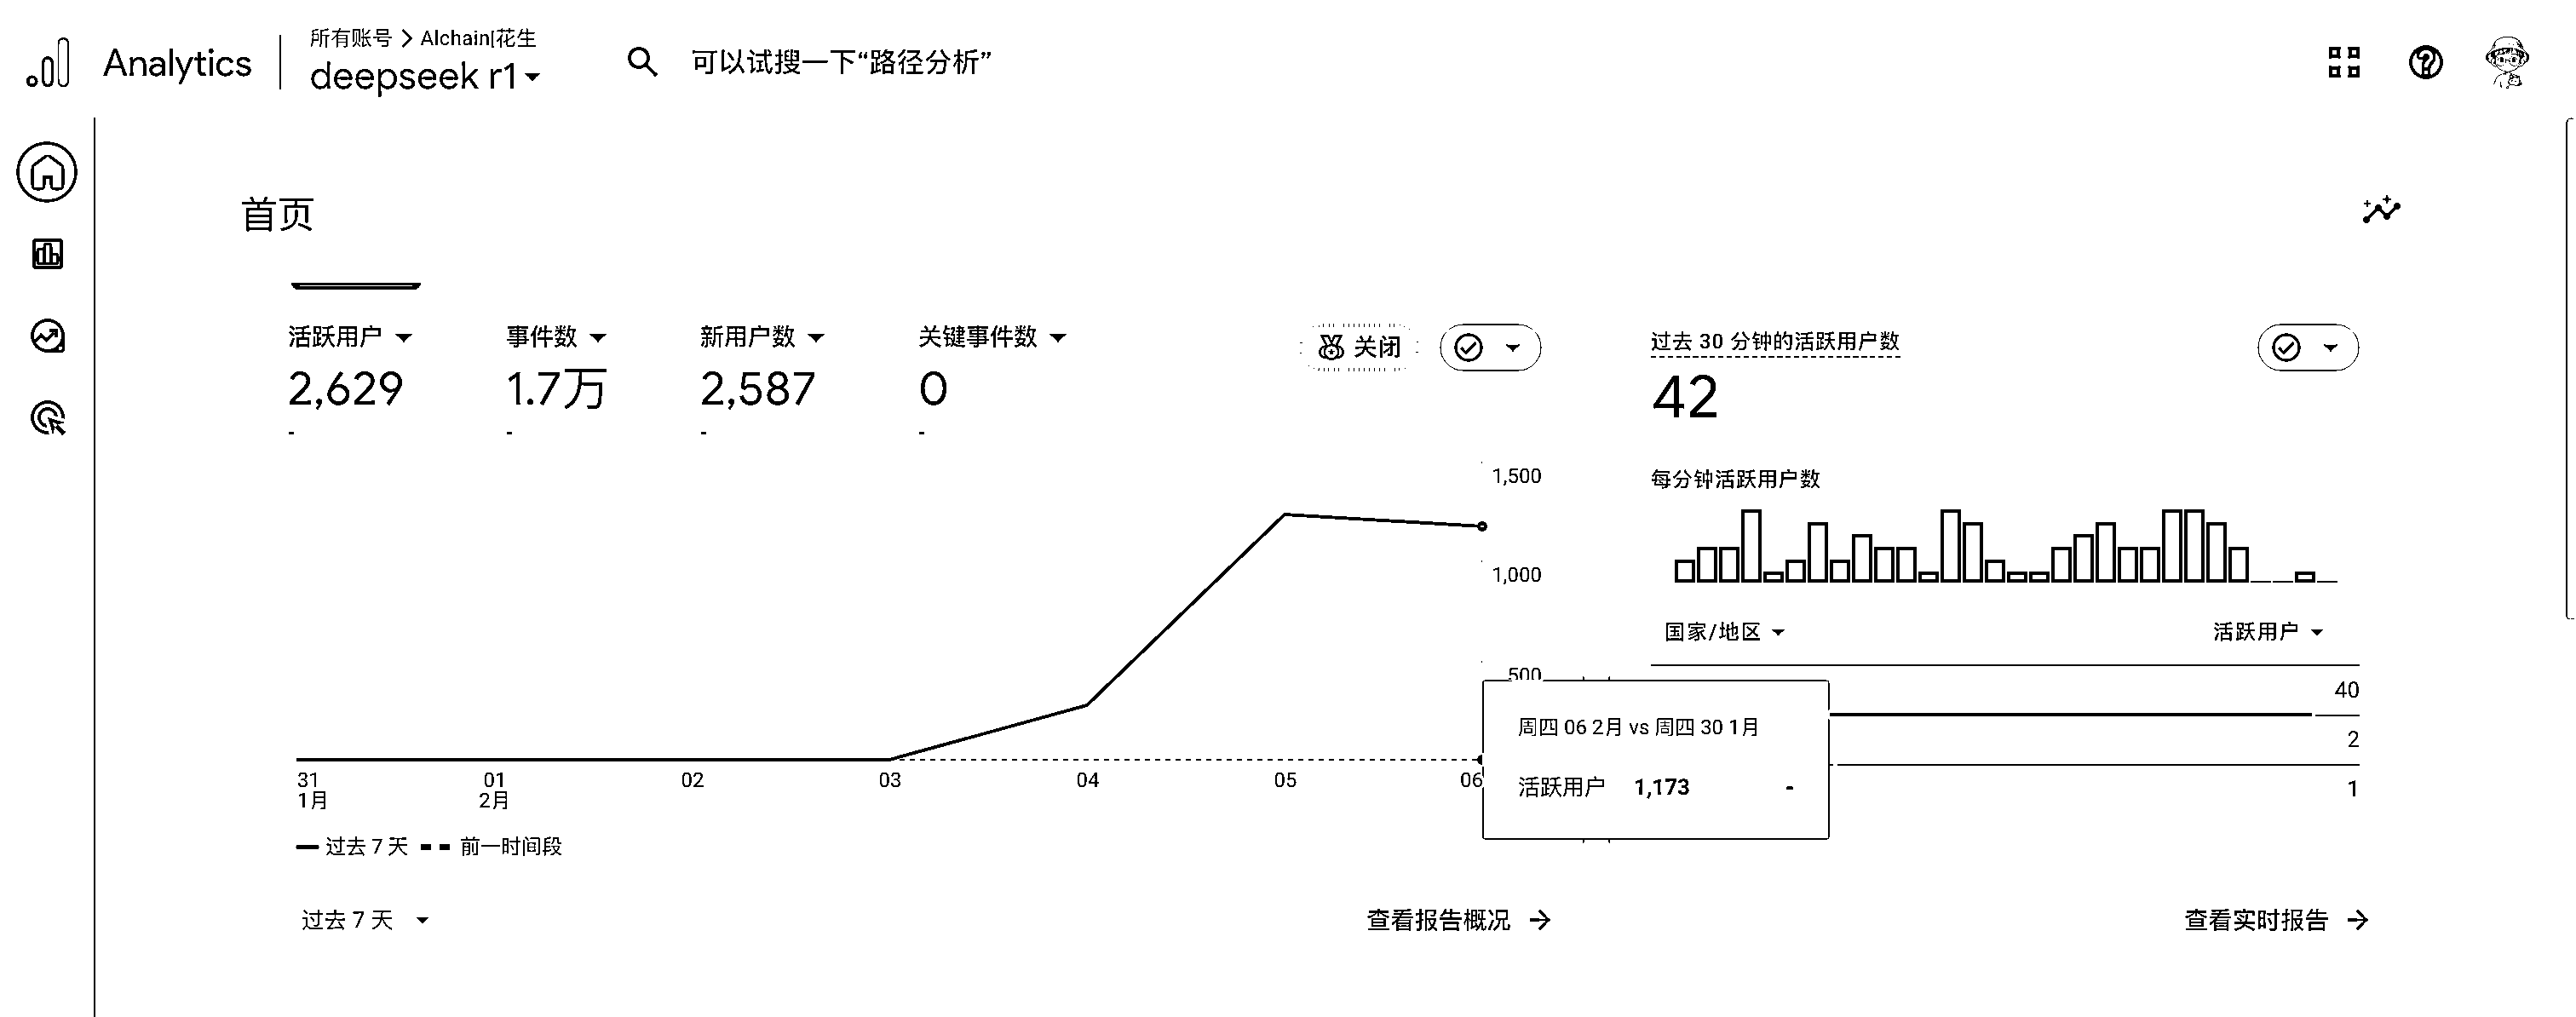 Analytics
所有账号 > AIchain[花生
deepseek r1
可以试搜一下“路径分析”
首页
活跃用户
2,629
-
事件数
1.7万
-
新用户数
2,587
-
关键事件数
0
-
关闭
1,500
1,000
500
31
1月
01
2月
02
03
04
05
06
周四 06 2月 vs 周四 30 1月
活跃用户 1,173 -
过去 7 天 前一时间段
过去 7 天
查看报告概况
过去 30 分钟的活跃用户数
42
每分钟活跃用户数
国家/地区 活跃用户
40
2
1
查看实时报告